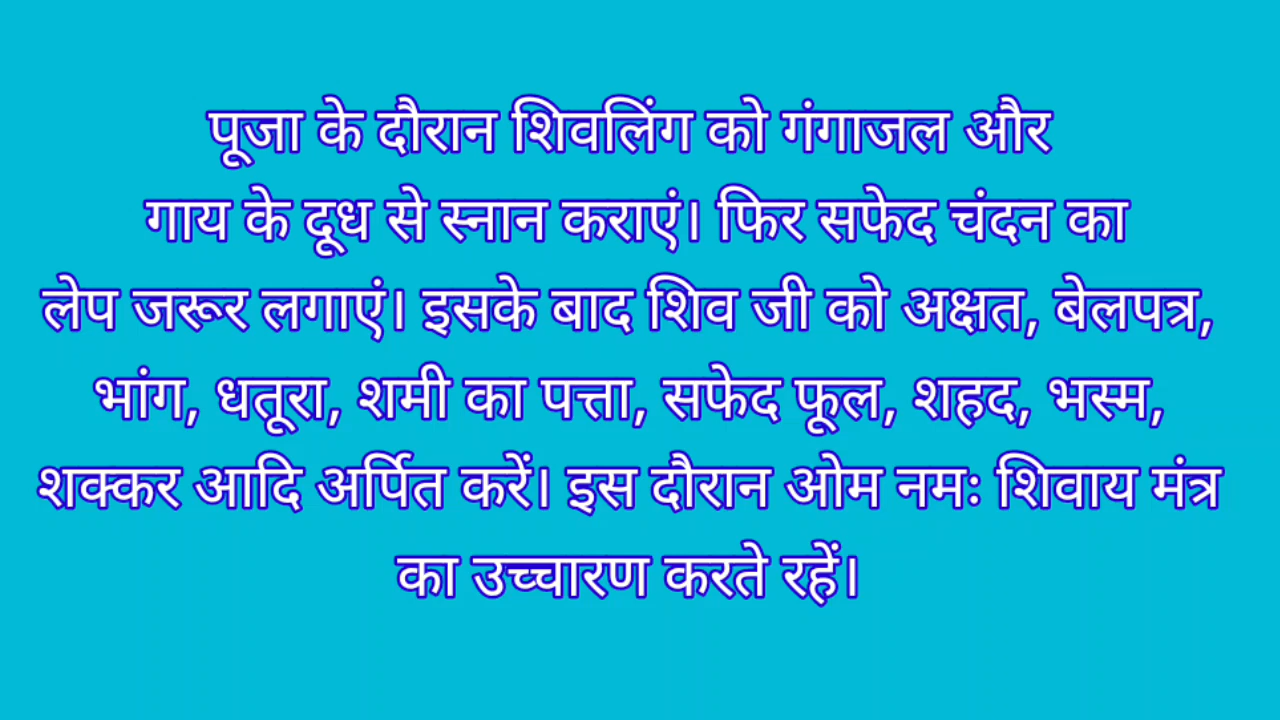 पूजा के दौरान शिवलिंग को गंगाजल और
गाय के दूध से स्नान कराएं। फिर सफेद चंदन का
लेप जरूर लगाएं। इसके बाद शिव जी को अक्षत, बेलपत्र,
भांग, धतूरा, शमी का पत्ता, सफेद फूल, शहद, भस्म,
शक्कर आदि अर्पित करें। इस दौरान ओम नमः शिवाय मंत्र
का उच्चारण करते रहें।